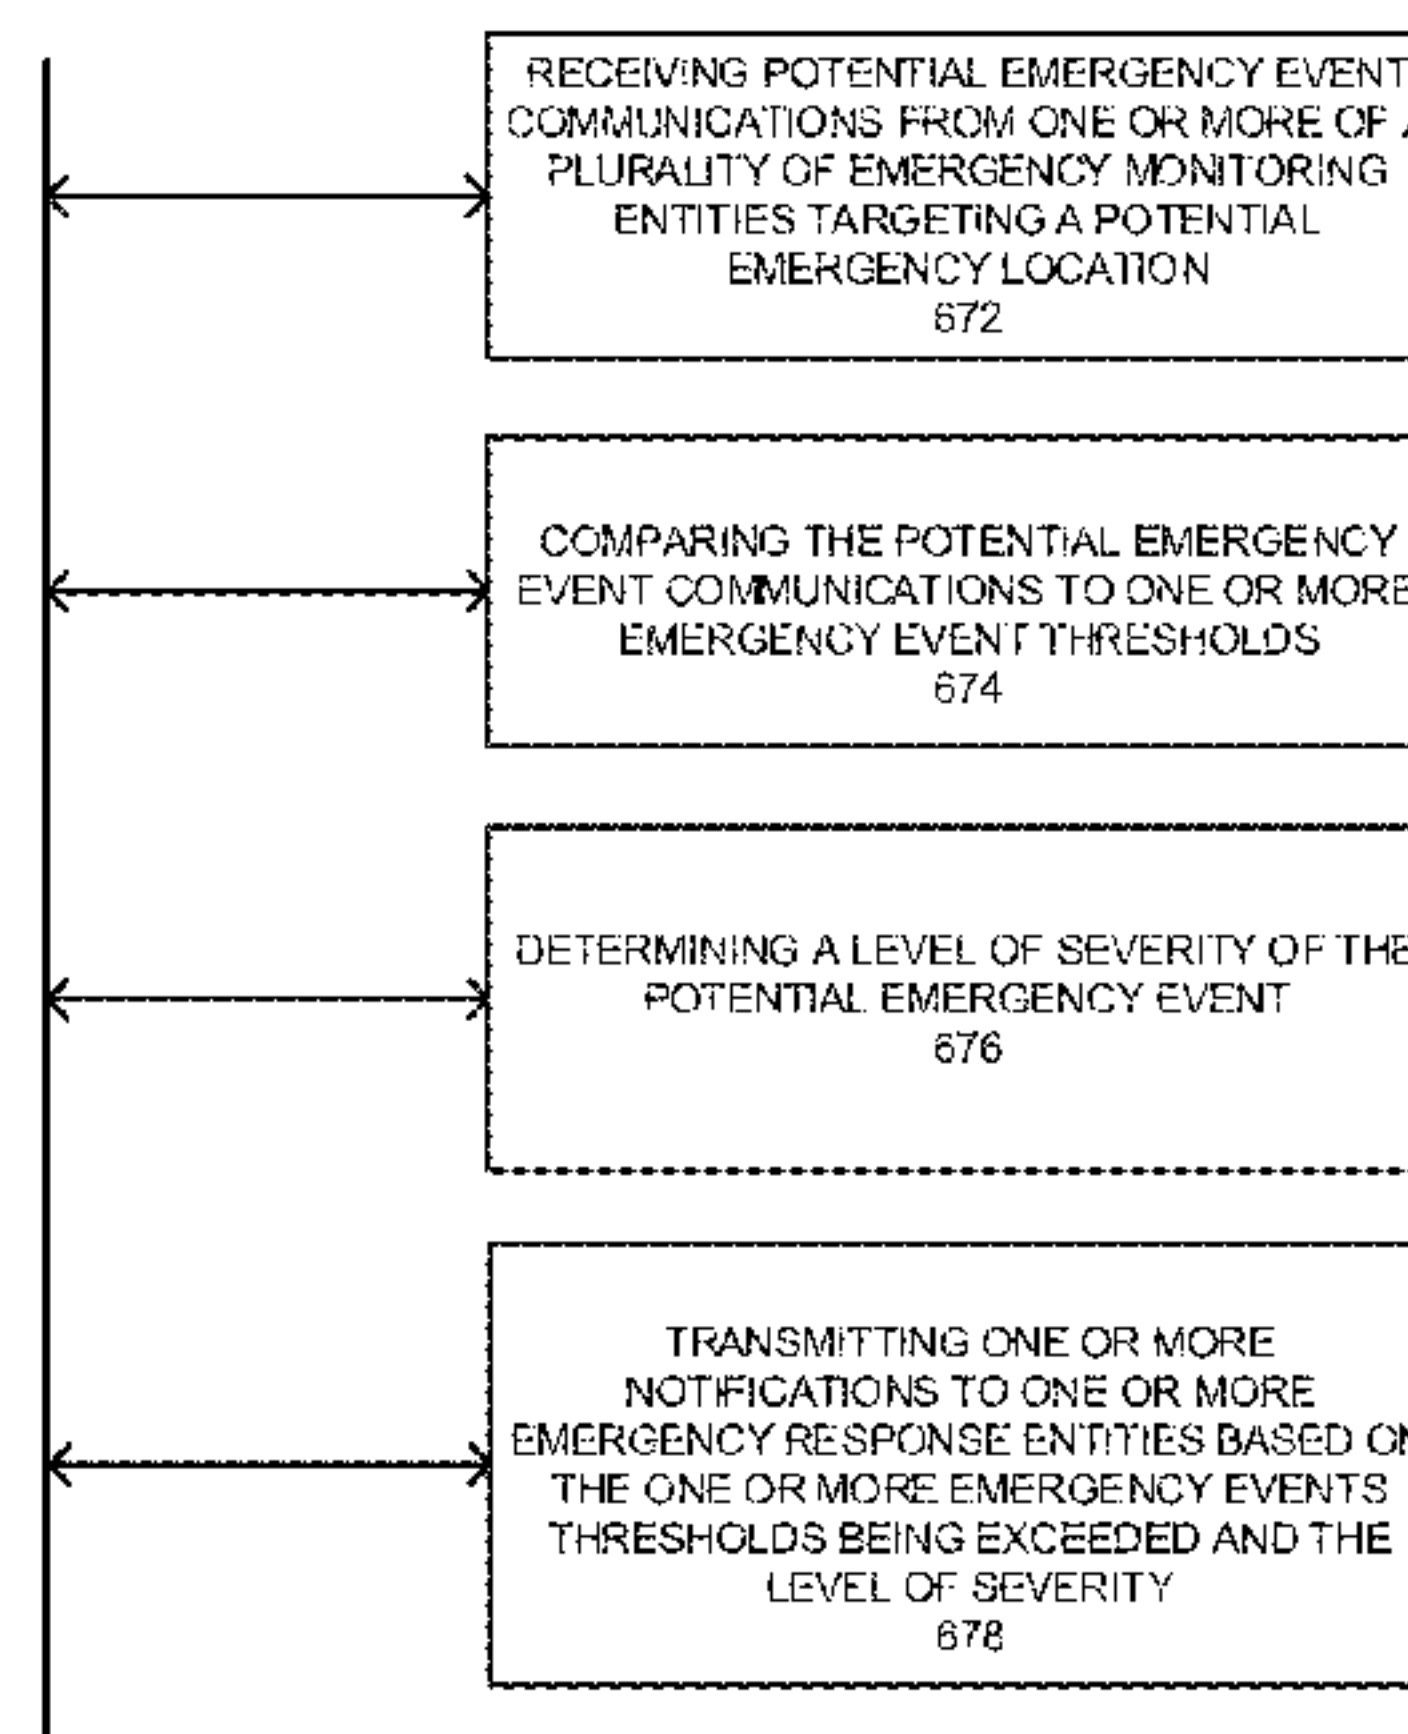 RECEIVING POTENTIAL EMERGENCY EVENT
COMMUNICATIONS FROM ONE OR MORE OF A
PLURALITY OF EMERGENCY MONITORING
ENTITIES TARGETING A POTENTIAL
EMERGENCY LOCATION
672
COMPARING THE POTENTIAL EMERGENCY
EVENT COMMUNICATIONS TO ONE OR MORE
EMERGENCY EVENT THRESHOLDS
674
DETERMINING A LEVEL OF SEVERITY OF THE
POTENTIAL EMERGENCY EVENT
676
TRANSMITTING ONE OR MORE
NOTIFICATIONS TO ONE OR MORE
EMERGENCY RESPONSE ENTITIES BASED ON
THE ONE OR MORE EMERGENCY EVENTS
THRESHOLDS BEING EXCEEDED AND THE
LEVEL OF SEVERITY
678